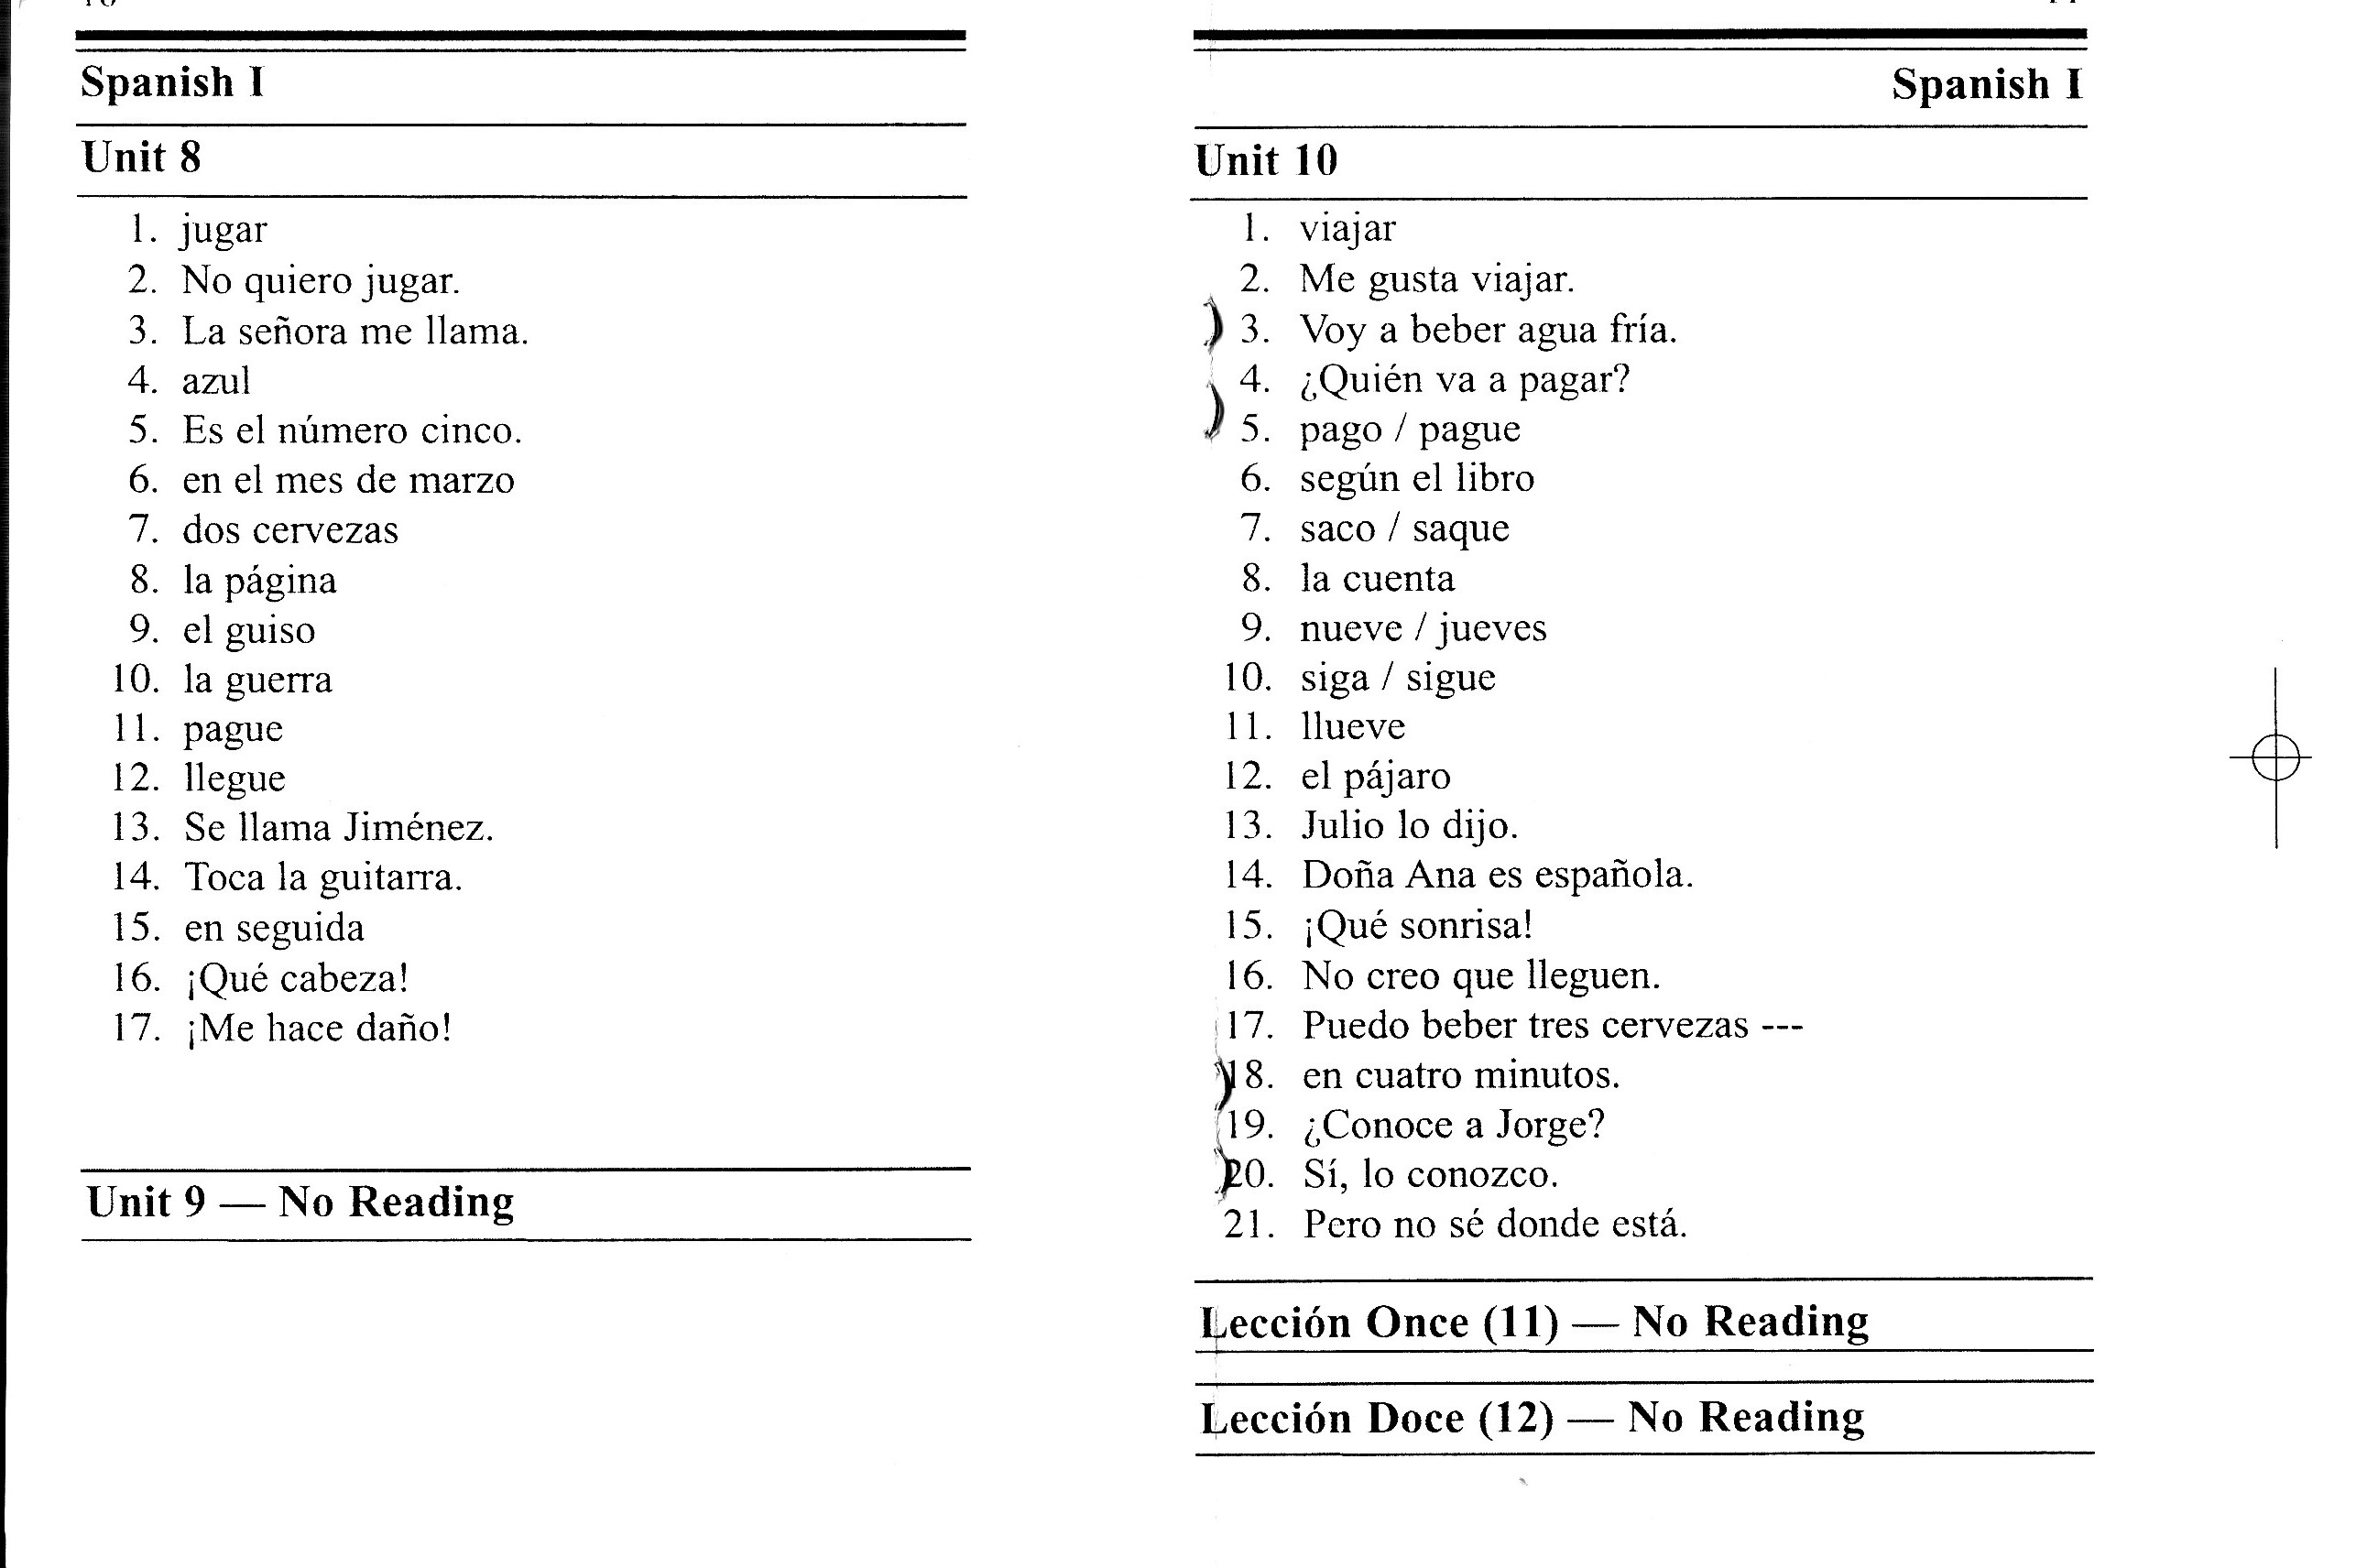 Spanish I
Unit 8
1. jugar
2. No quiero jugar.
3. La señora me llama.
4. azul
5. Es el número cinco.
6. en el mes de marzo
7. dos cervezas
8. la página
9. el guiso
10. la guerra
11. pague
12. llegue
13. Se llama Jiménez.
14. Toca la guitarra.
15. en seguida
16. ¡Qué cabeza!
17. ¡Me hace daño!
Unit 9 — No Reading
Spanish I
Unit 10
1. viajar
2. Me gusta viajar.
3. Voy a beber agua fría.
4. ¿Quién va a pagar?
5. pago / pague
6. según el libro
7. saco / saque
8. la cuenta
9. nueve / jueves
10. siga / sigue
11. llueve
12. el pájaro
13. Julio lo dijo.
14. Doña Ana es española.
15. ¡Qué sonrisa!
16. No creo que lleguen.
17. Puedo beber tres cervezas ---
18. en cuatro minutos.
19. ¿Conoce a Jorge?
20. Sí, lo conozco.
21. Pero no sé donde está.
Lección Once (11) — No Reading
Lección Doce (12) — No Reading